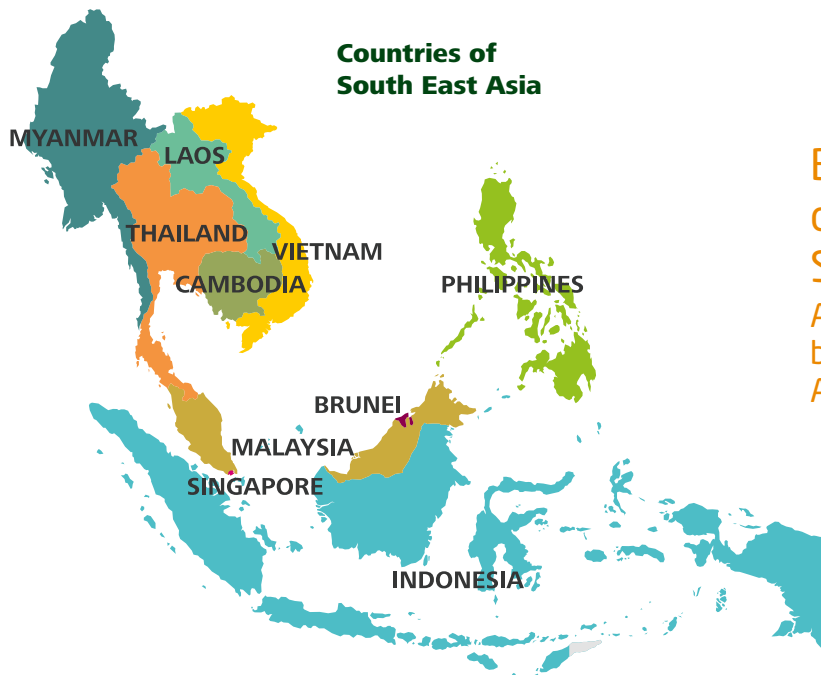 Countries of
South East Asia
MYANMAR
LAOS
THAILAND
VIETNAM
CAMBODIA
PHILIPPINES
BRUNEI
MALAYSIA
SINGAPORE
INDONESIA